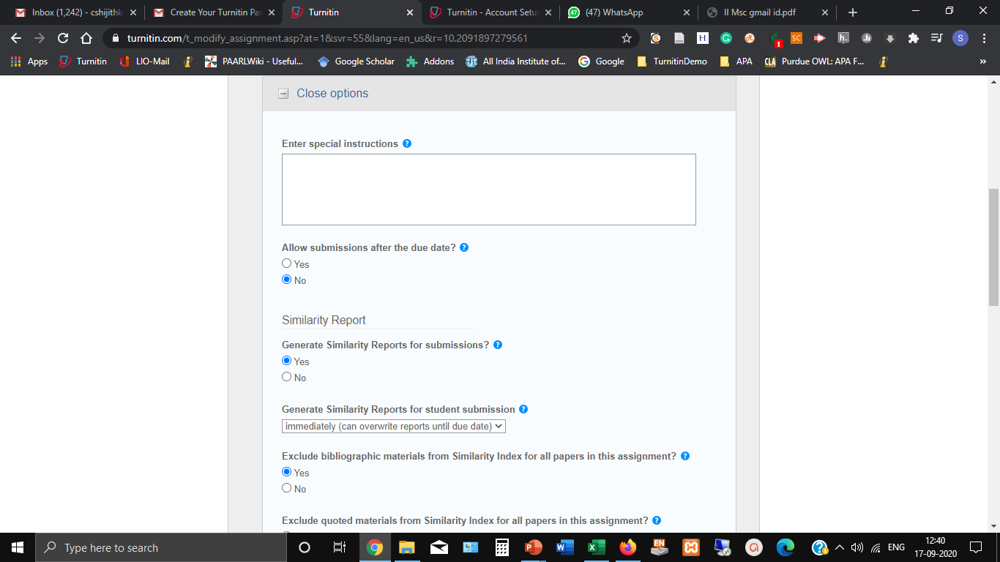 Inbox (1,242) - cshijithk
Create Your Turnitin Pas
Turnitin
Turnitin - Account Setu
(47) WhatsApp
II Msc gmail id.pdf
turnitin.com/t_modify_assignment.asp?at=1&svr=55&lang=en_us&r=10.2091897279561
Apps
Turnitin
LIO-Mail
PAARLWiki - Useful...
Google Scholar
Addons
All India Institute of...
Google
TurnitinDemo
APA
Purdue OWL: APA F...
Close options
Enter special instructions
Allow submissions after the due date?
Yes
No
Similarity Report
Generate Similarity Reports for submissions?
Yes
No
Generate Similarity Reports for student submission
immediately (can overwrite reports until due date)
Exclude bibliographic materials from Similarity Index for all papers in this assignment?
Yes
No
Exclude quoted materials from Similarity Index for all papers in this assignment?
Type here to search
ENG
12:40
17-09-2020